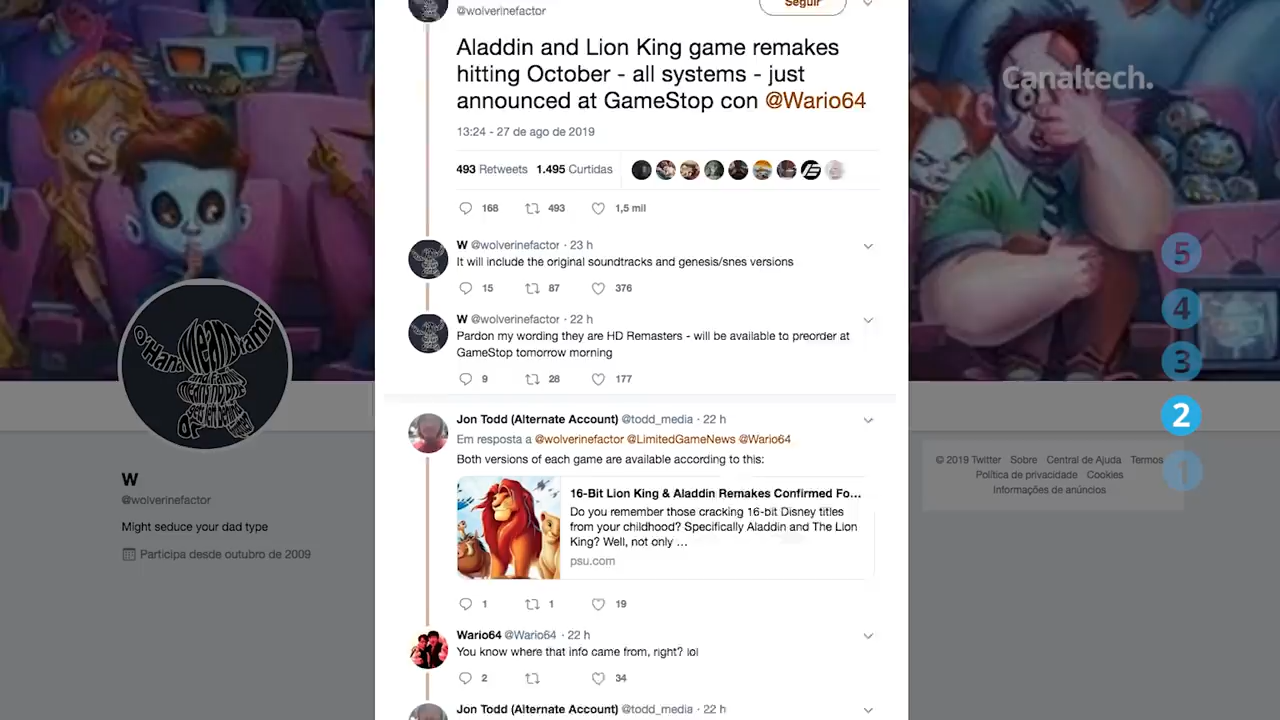 @wolverinefactor
Seguir
Aladdin and Lion King game remakes
hitting October - all systems - just
announced at GameStop con @Wario64
13:24 - 27 de ago de 2019
493 Retweets 1.495 Curtidas
168 493 1,5 mil
W @wolverinefactor · 23 h
It will include the original soundtracks and genesis/snes versions
15 87 376
W @wolverinefactor · 22 h
Pardon my wording they are HD Remasters - will be available to preorder at
GameStop tomorrow morning
9 28 177
Jon Todd (Alternate Account) @todd_media · 22 h
Em resposta a @wolverinefactor @LimitedGameNews @Wario64
Both versions of each game are available according to this:
16-Bit Lion King & Aladdin Remakes Confirmed Fo...
Do you remember those cracking 16-bit Disney titles
from your childhood? Specifically Aladdin and The Lion
King? Well, not only ...
psu.com
1 1 19
Wario64 @Wario64 · 22 h
You know where that info came from, right? lol
2 34
Jon Todd (Alternate Account) @todd_media · 22 h
W
@wolverinefactor
Might seduce your dad type
Participa desde outubro de 2009
Canaltech.
5
4
3
2
1
© 2019 Twitter Sobre Central de Ajuda Termos
Política de privacidade Cookies
Informações de anúncios